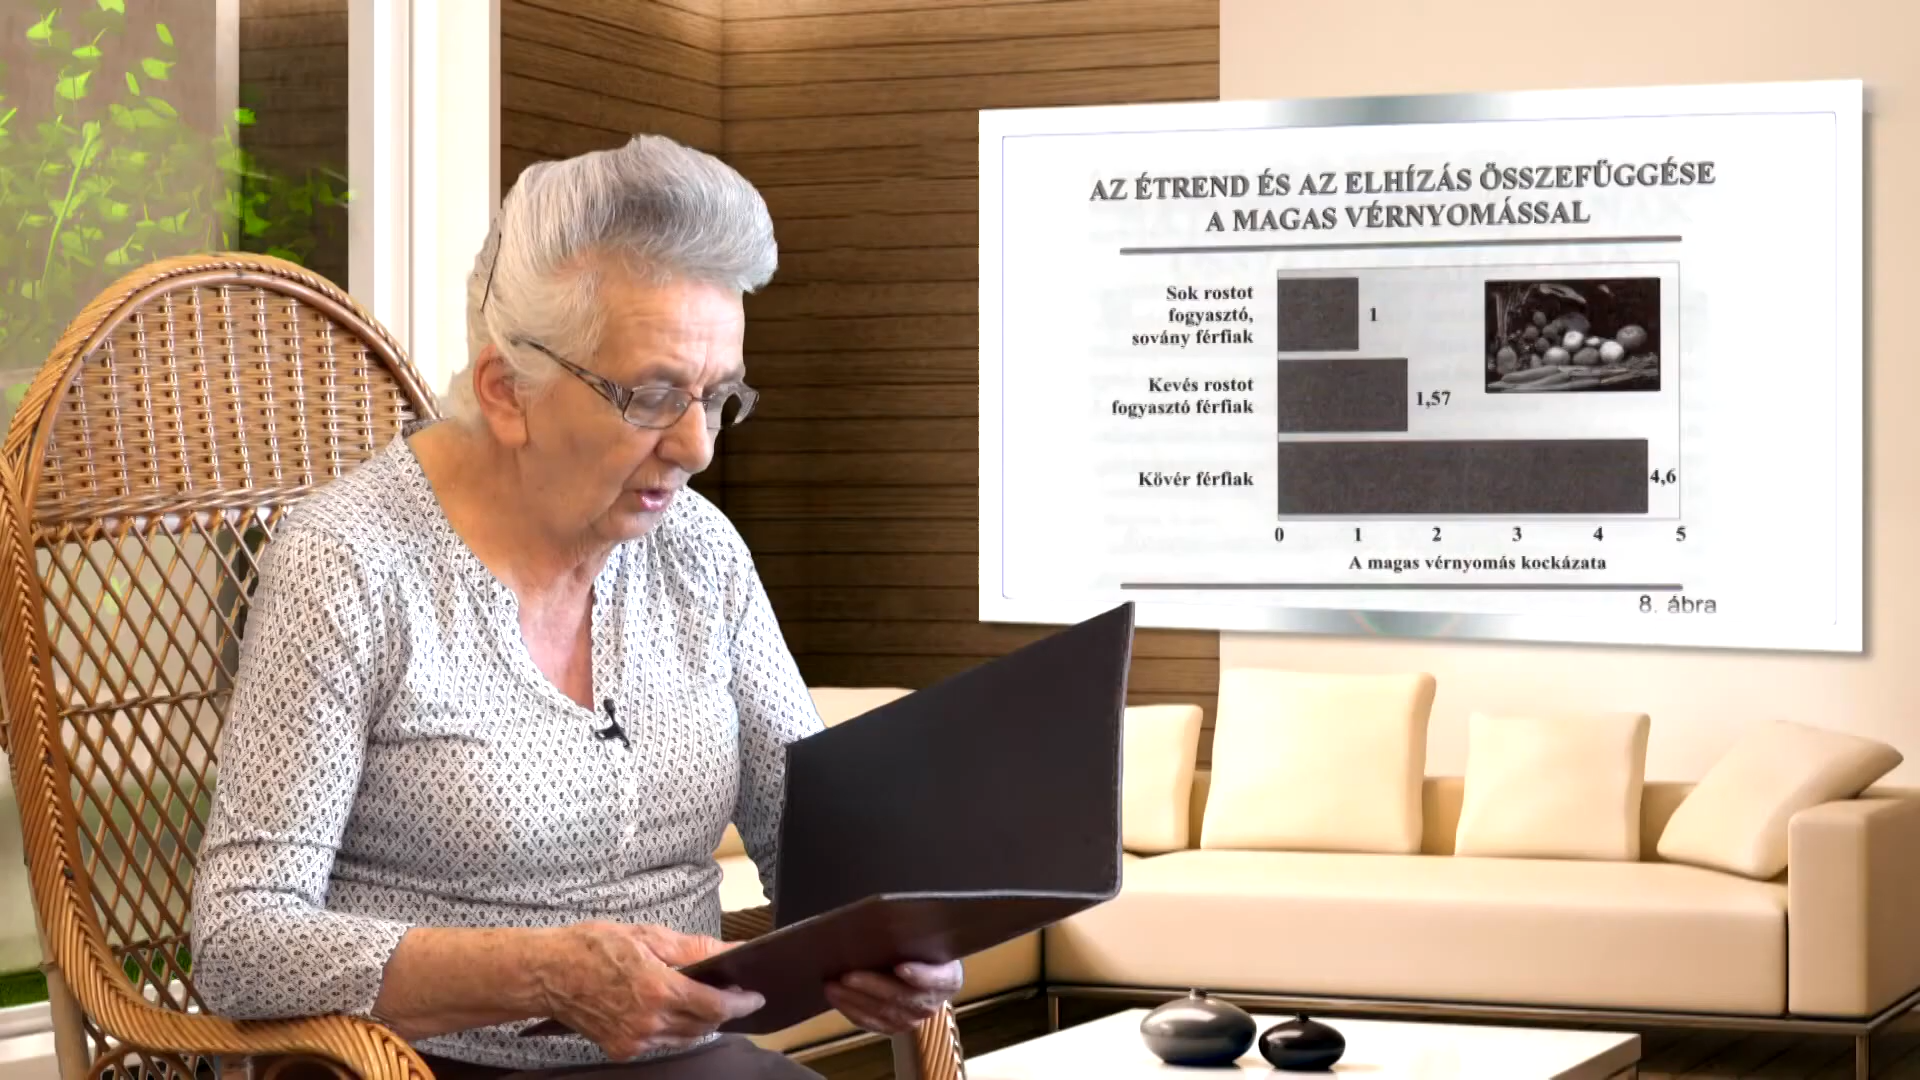 AZ ÉTREND ÉS AZ ELHÍZÁS ÖSSZEFÜGGÉSE
A MAGAS VÉRNYOMÁSSAL
Sok rostot
fogyasztó,
sovány férfiak
1
Kevés rostot
fogyasztó férfiak
1,57
Kövér férfiak
4,6
0 1 2 3 4 5
A magas vérnyomás kockázata
8. ábra